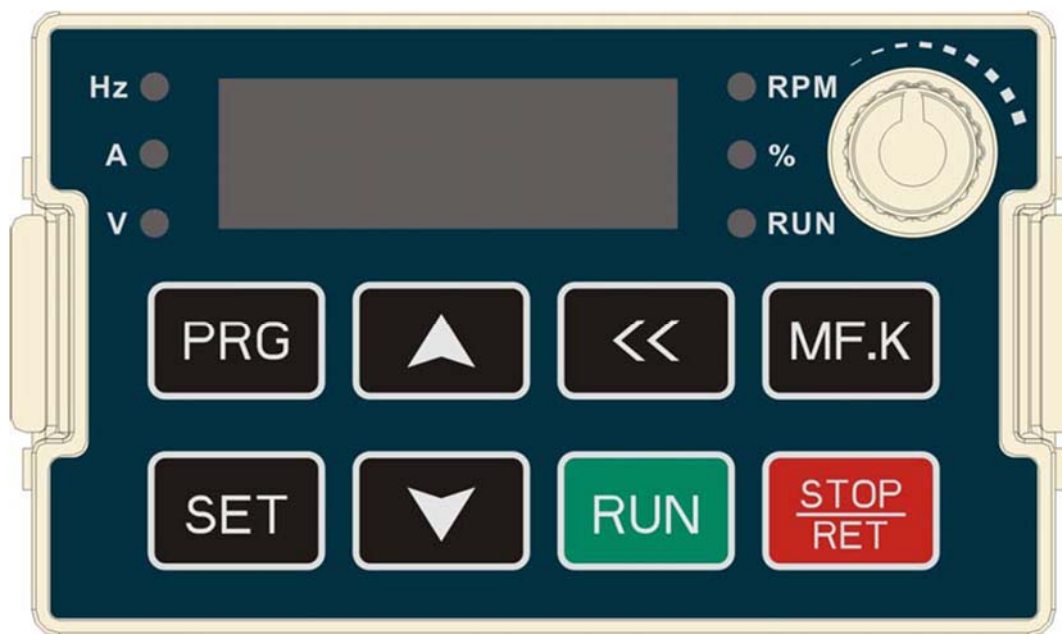 Hz
RPM
A
%
V
RUN
PRG
<<
MF.K
SET
RUN
STOP
RET